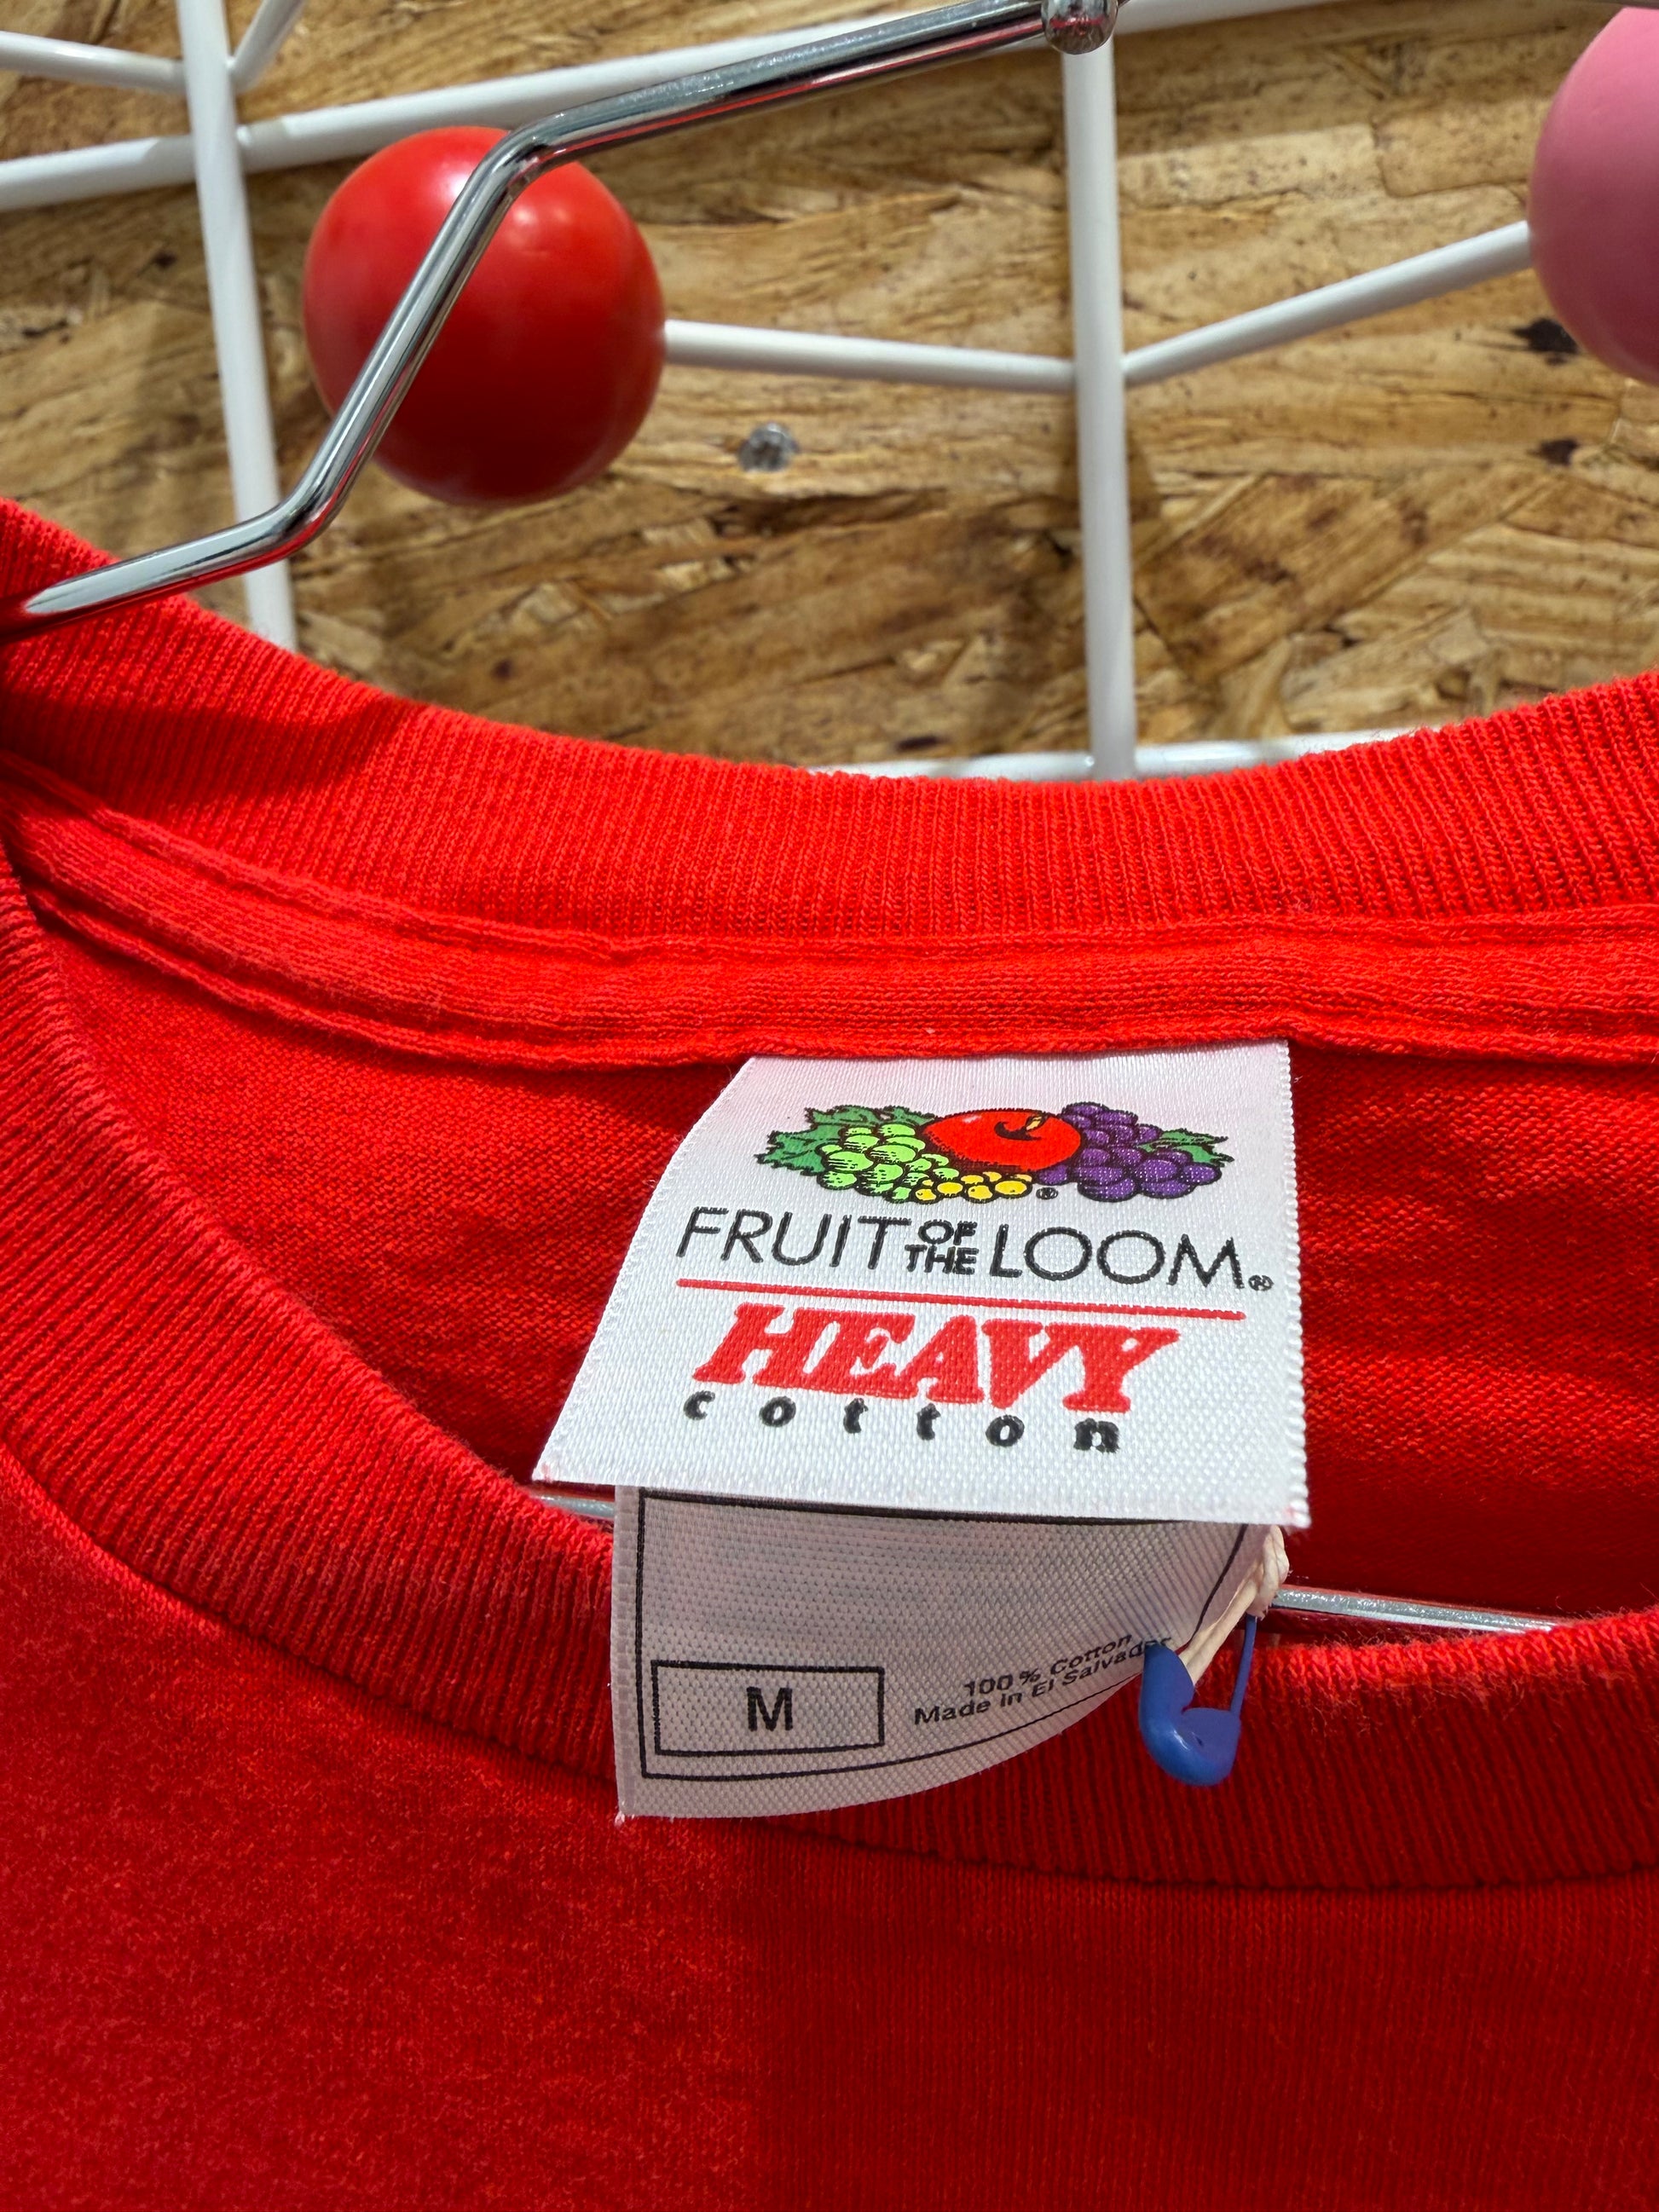 FRUIT OF THE LOOM®
HEAVY
cotton
M
100% Cotton
Made in El Salvador